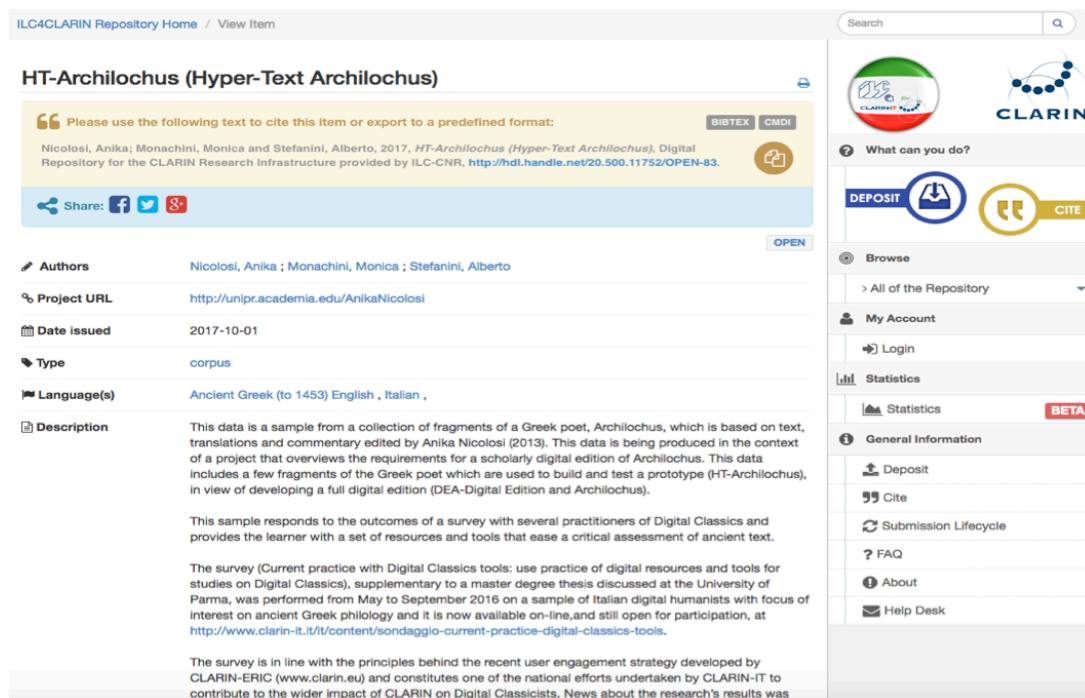 ILC4CLARIN Repository Home / View Item
Search
HT-Archilochus (Hyper-Text Archilochus)
Please use the following text to cite this item or export to a predefined format:
BIBTEX CMDI
Nicolosi, Anika; Monachini, Monica and Stefanini, Alberto, 2017, HT-Archilochus (Hyper-Text Archilochus), Digital
Repository for the CLARIN Research Infrastructure provided by ILC-CNR, http://hdl.handle.net/20.500.11752/OPEN-83.
Share:
OPEN
Authors
Nicolosi, Anika ; Monachini, Monica ; Stefanini, Alberto
Project URL
http://unipr.academia.edu/AnikaNicolosi
Date issued
2017-10-01
Type
corpus
Language(s)
Ancient Greek (to 1453) English , Italian ,
Description
This data is a sample from a collection of fragments of a Greek poet, Archilochus, which is based on text,
translations and commentary edited by Anika Nicolosi (2013). This data is being produced in the context
of a project that overviews the requirements for a scholarly digital edition of Archilochus. This data
includes a few fragments of the Greek poet which are used to build and test a prototype (HT-Archilochus),
in view of developing a full digital edition (DEA-Digital Edition and Archilochus).
This sample responds to the outcomes of a survey with several practitioners of Digital Classics and
provides the learner with a set of resources and tools that ease a critical assessment of ancient text.
The survey (Current practice with Digital Classics tools: use practice of digital resources and tools for
studies on Digital Classics), supplementary to a master degree thesis discussed at the University of
Parma, was performed from May to September 2016 on a sample of Italian digital humanists with focus of
interest on ancient Greek philology and it is now available on-line,and still open for participation, at
http://www.clarin-it.it/it/content/sondaggio-current-practice-digital-classics-tools.
The survey is in line with the principles behind the recent user engagement strategy developed by
CLARIN-ERIC (www.clarin.eu) and constitutes one of the national efforts undertaken by CLARIN-IT to
contribute to the wider impact of CLARIN on Digital Classicists. News about the research's results was
CLARIN-IT
CLARIN
What can you do?
DEPOSIT
CITE
Browse
> All of the Repository
My Account
Login
Statistics
Statistics
BETA
General Information
Deposit
Cite
Submission Lifecycle
? FAQ
About
Help Desk